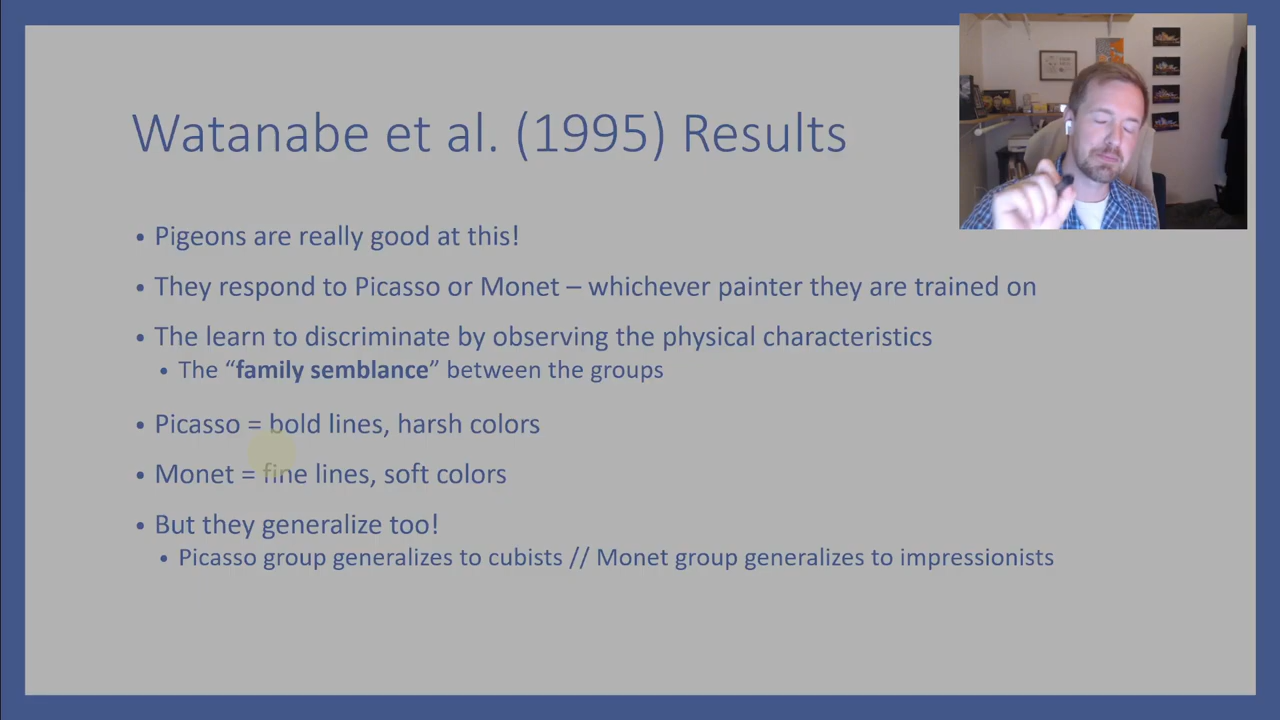 Watanabe et al. (1995) Results
• Pigeons are really good at this!
• They respond to Picasso or Monet – whichever painter they are trained on
• The learn to discriminate by observing the physical characteristics
• The “family semblance” between the groups
• Picasso = bold lines, harsh colors
• Monet = fine lines, soft colors
• But they generalize too!
• Picasso group generalizes to cubists // Monet group generalizes to impressionists